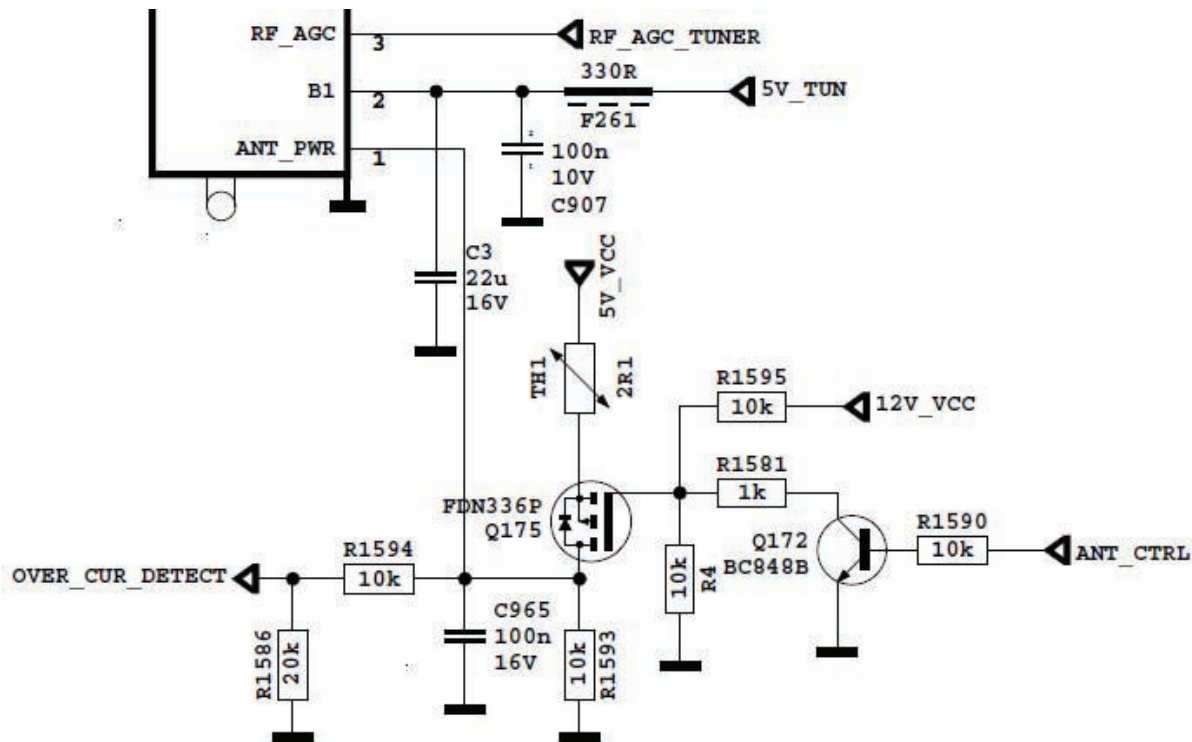 RF_AGC
3
RF_AGC_TUNER
330R
B1
2
5V_TUN
F261
ANT_PWR
1
100n
10V
C907
C3
22u
16V
5V_VCC
TH1
2R1
R1595
10k
12V_VCC
R1581
1k
FDN336P
Q175
Q172
BC848B
R1590
10k
ANT_CTRL
R1594
10k
OVER_CUR_DETECT
10k
R4
C965
100n
16V
R1586
20k
10k
R1593